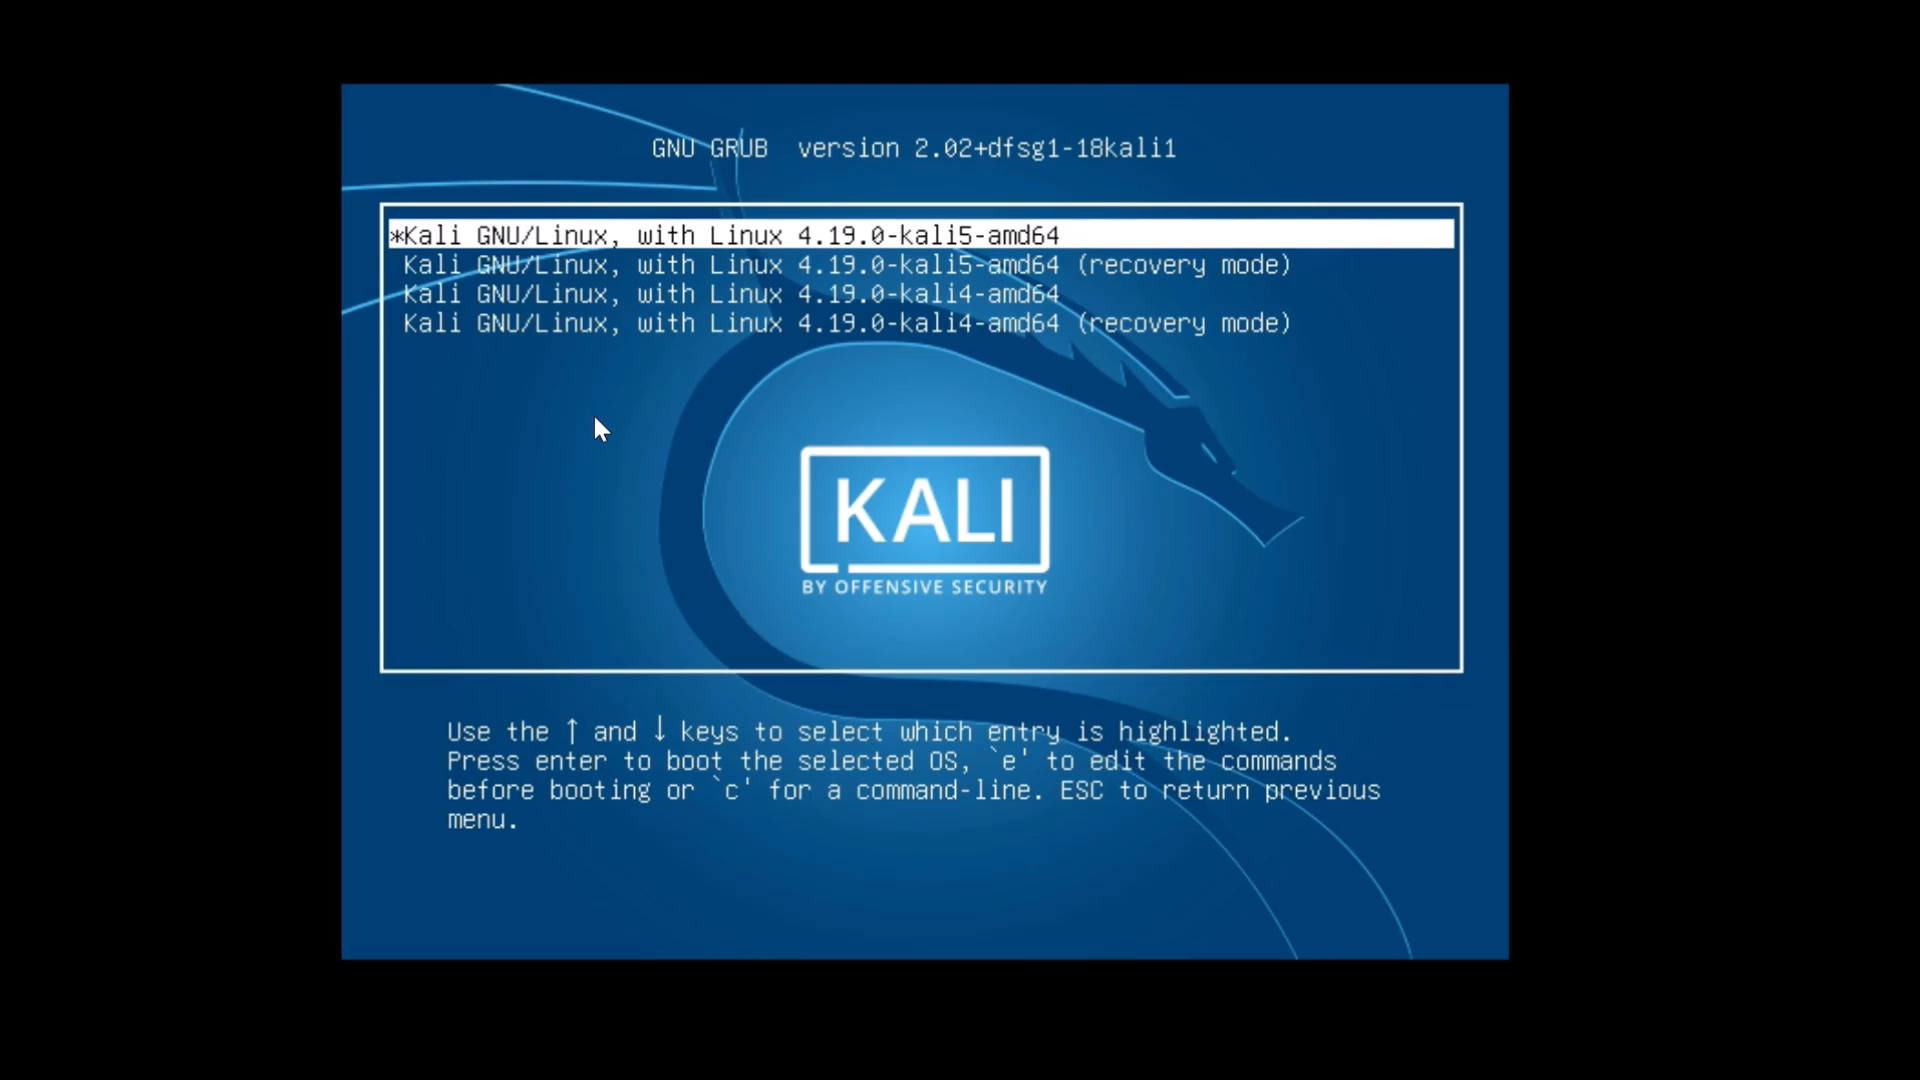 GNU GRUB  version 2.02+dfsg1-18kali1
*Kali GNU/Linux, with Linux 4.19.0-kali5-amd64
Kali GNU/Linux, with Linux 4.19.0-kali5-amd64 (recovery mode)
Kali GNU/Linux, with Linux 4.19.0-kali4-amd64
Kali GNU/Linux, with Linux 4.19.0-kali4-amd64 (recovery mode)
KALI
BY OFFENSIVE SECURITY
Use the ↑ and ↓ keys to select which entry is highlighted.
Press enter to boot the selected OS, `e' to edit the commands
before booting or `c' for a command-line. ESC to return previous
menu.